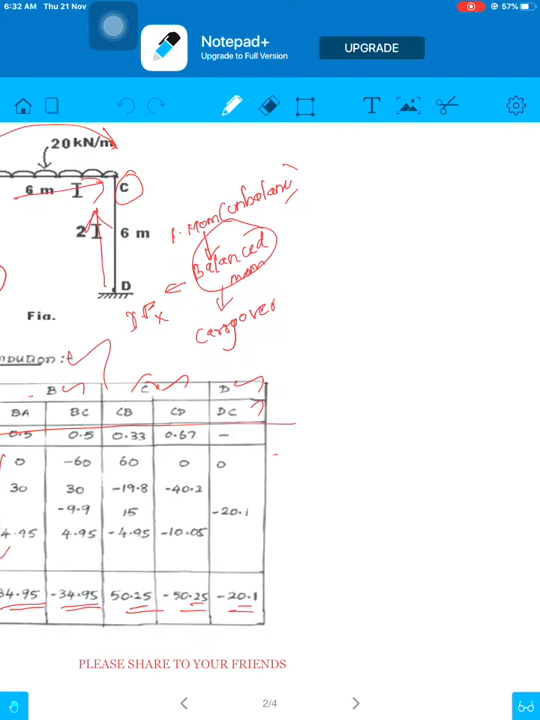 6:32 AM Thu 21 Nov
57%
Notepad+
Upgrade to Full Version
UPGRADE
T
20 kN/m
6 m I C
2I 6 m
D
Fig.
1. Mom (unbalanc
Balanced
mom
DFx
Carryover
B C D
BA BC CB CD DC
0.5 0.5 0.33 0.67 —
0 -60 60 0 0
30 30 -19.8 -40.2
-9.9 15 -20.1
4.95 4.95 -4.95 -10.05
34.95 -34.95 50.25 -50.25 -20.1
PLEASE SHARE TO YOUR FRIENDS
2/4